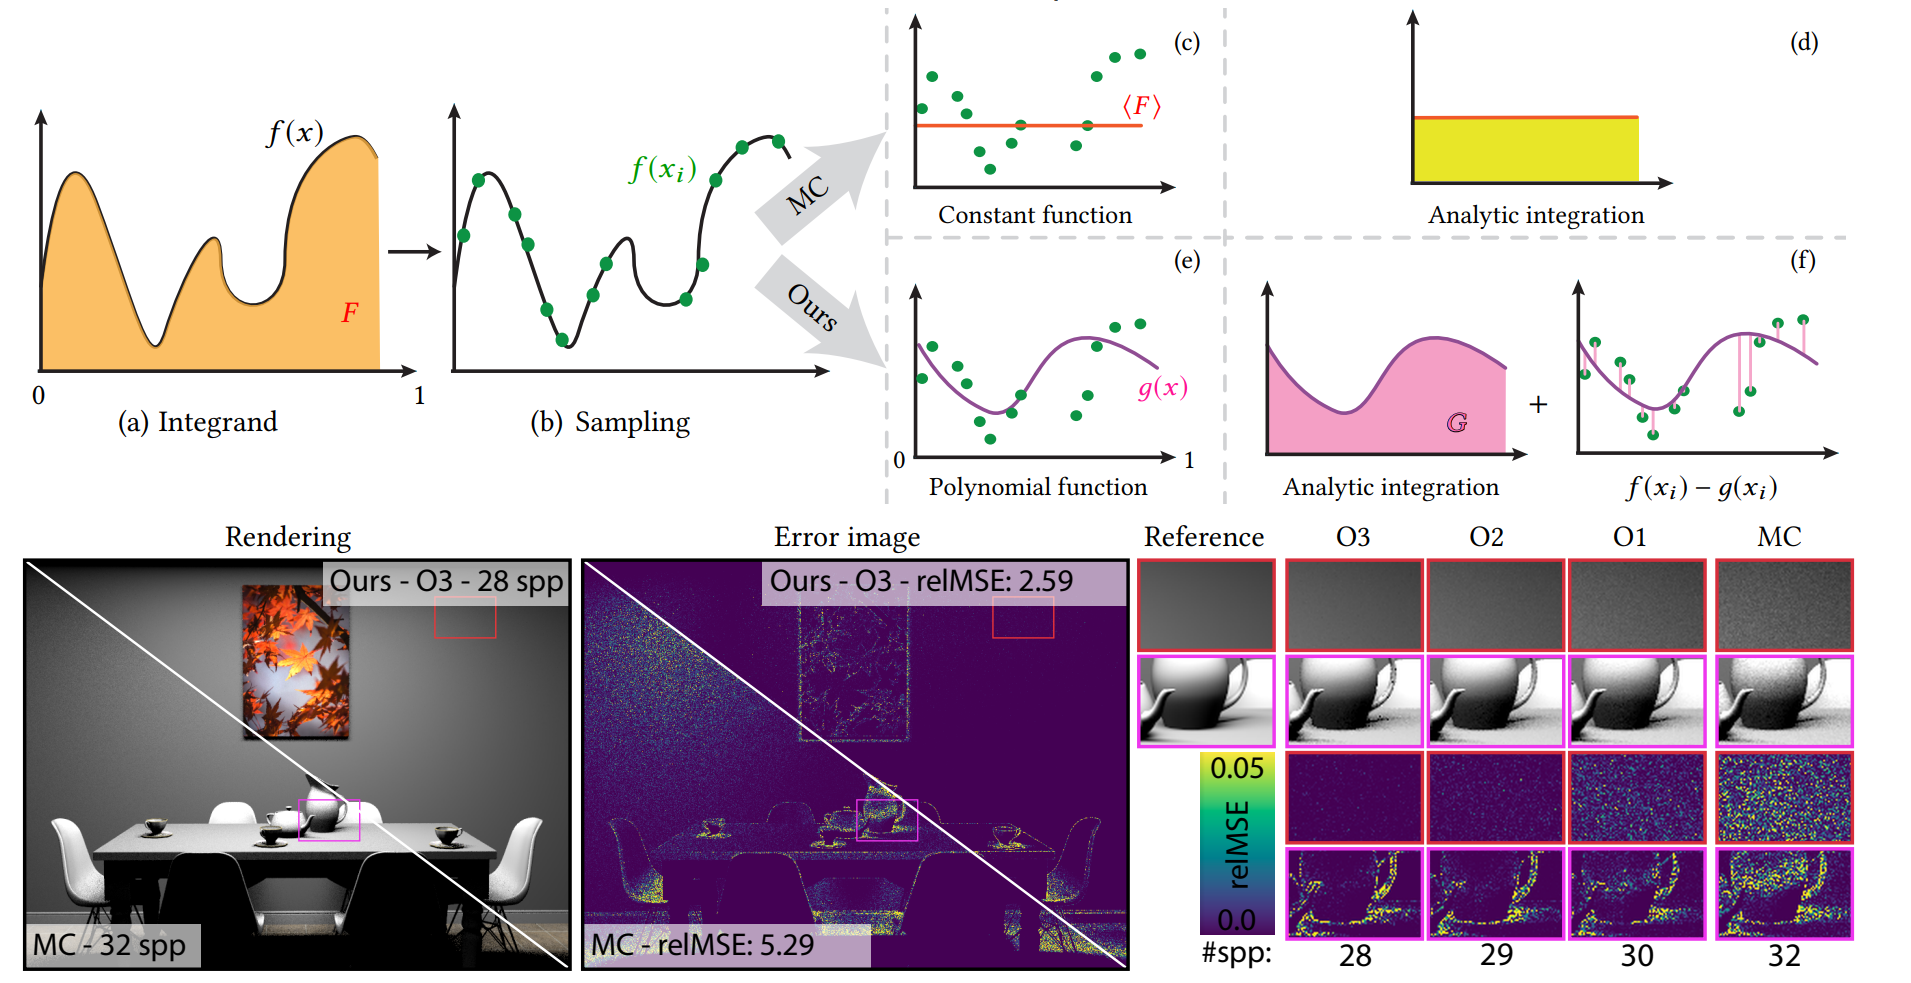 f(x)
F
0
1
(a) Integrand
f(xᵢ)
(b) Sampling
MC
Ours
(c)
⟨F⟩
Constant function
(d)
Analytic integration
(e)
g(x)
0
1
Polynomial function
(f)
G
+
Analytic integration
f(xᵢ) − g(xᵢ)
Rendering
Ours - O3 - 28 spp
MC - 32 spp
Error image
Ours - O3 - relMSE: 2.59
MC - relMSE: 5.29
Reference O3 O2 O1 MC
0.05
relMSE
0.0
#spp: 28 29 30 32